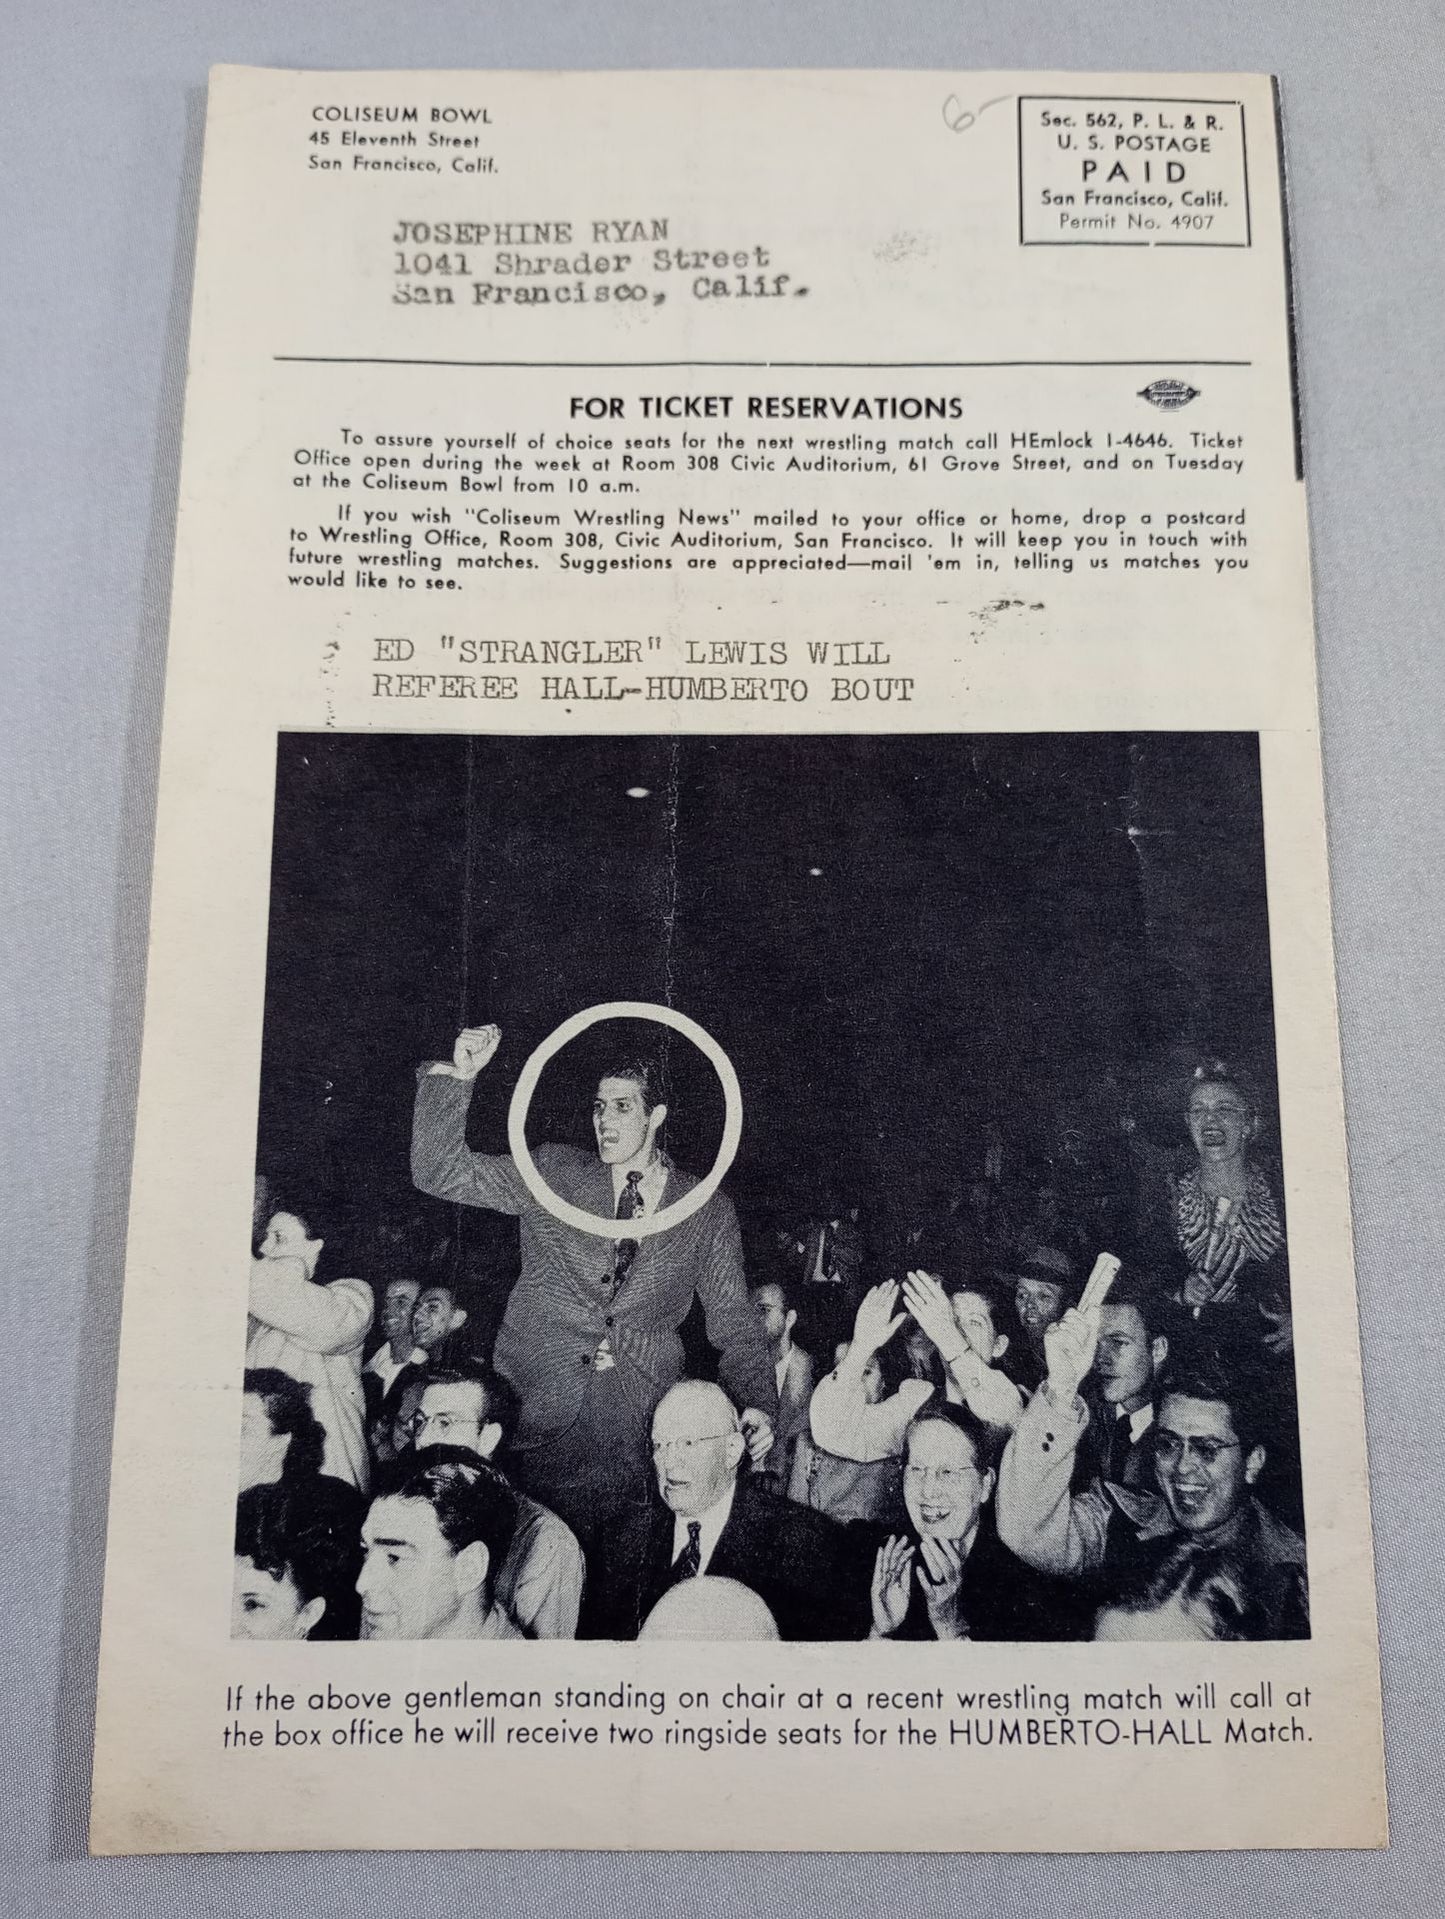 COLISEUM BOWL
45 Eleventh Street
San Francisco, Calif.
6-
Sec. 562, P. L. & R.
U. S. POSTAGE
PAID
San Francisco, Calif.
Permit No. 4907
JOSEPHINE RYAN
1041 Shrader Street
San Francisco, Calif.
FOR TICKET RESERVATIONS
To assure yourself of choice seats for the next wrestling match call HEmlock 1-4646. Ticket
Office open during the week at Room 308 Civic Auditorium, 61 Grove Street, and on Tuesday
at the Coliseum Bowl from 10 a.m.
If you wish "Coliseum Wrestling News" mailed to your office or home, drop a postcard
to Wrestling Office, Room 308, Civic Auditorium, San Francisco. It will keep you in touch with
future wrestling matches. Suggestions are appreciated—mail 'em in, telling us matches you
would like to see.
ED "STRANGLER" LEWIS WILL
REFEREE HALL-HUMBERTO BOUT
If the above gentleman standing on chair at a recent wrestling match will call at
the box office he will receive two ringside seats for the HUMBERTO-HALL Match.